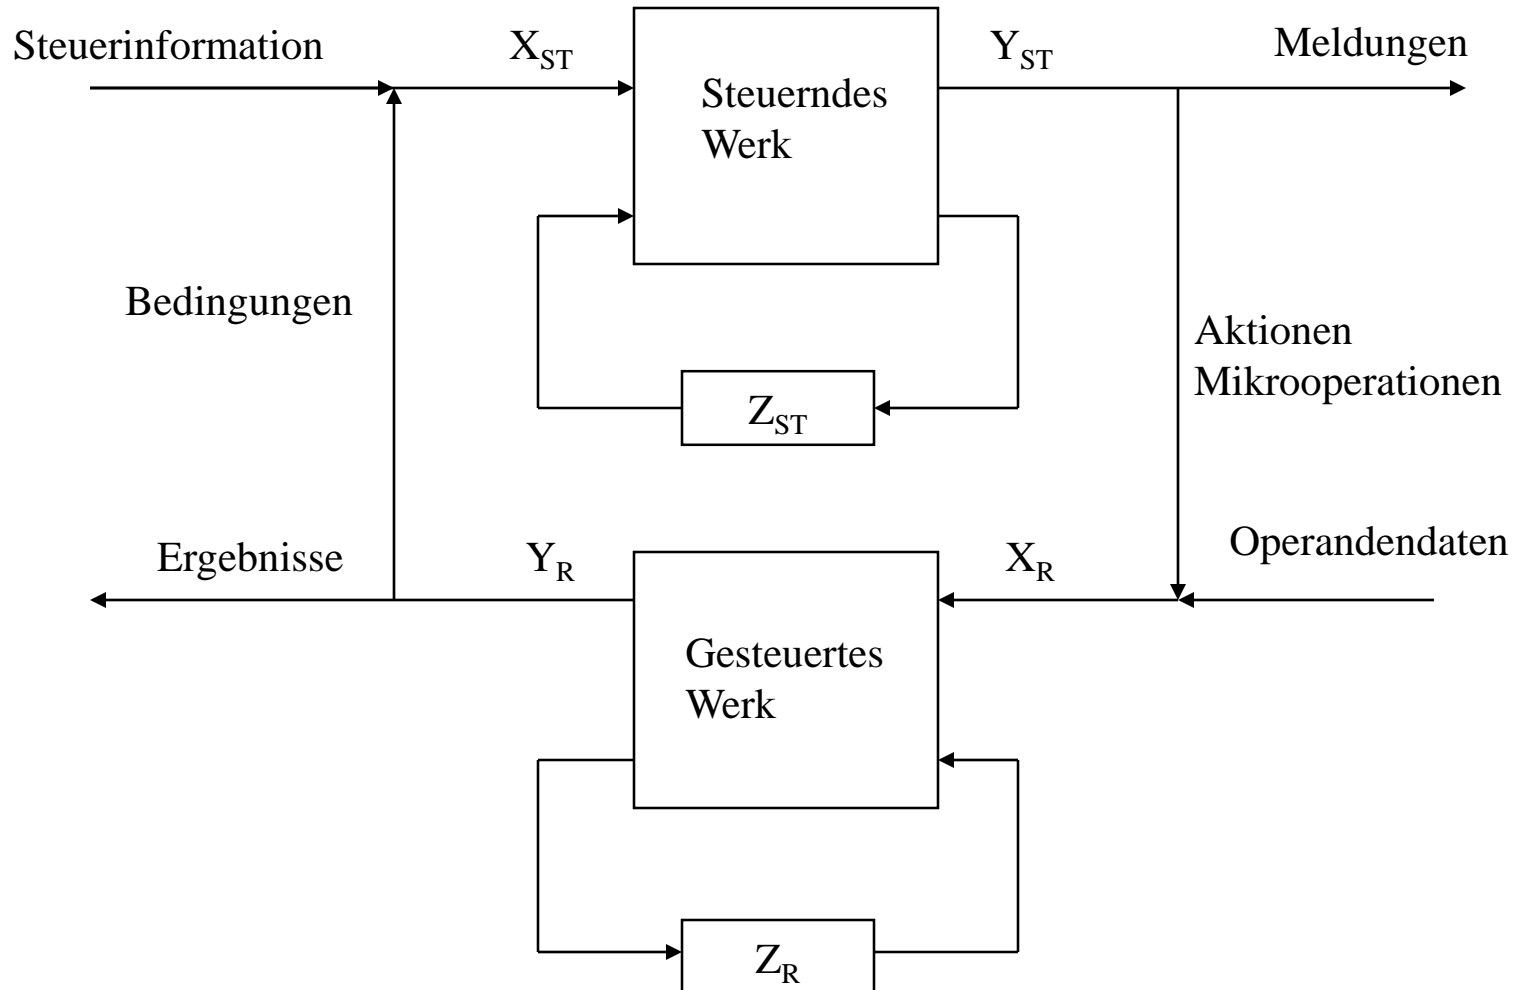 Steuerinformation
X_ST
Y_ST
Meldungen
Steuerndes
Werk
Bedingungen
Aktionen
Mikrooperationen
Z_ST
Ergebnisse
Y_R
X_R
Operandendaten
Gesteuertes
Werk
Z_R